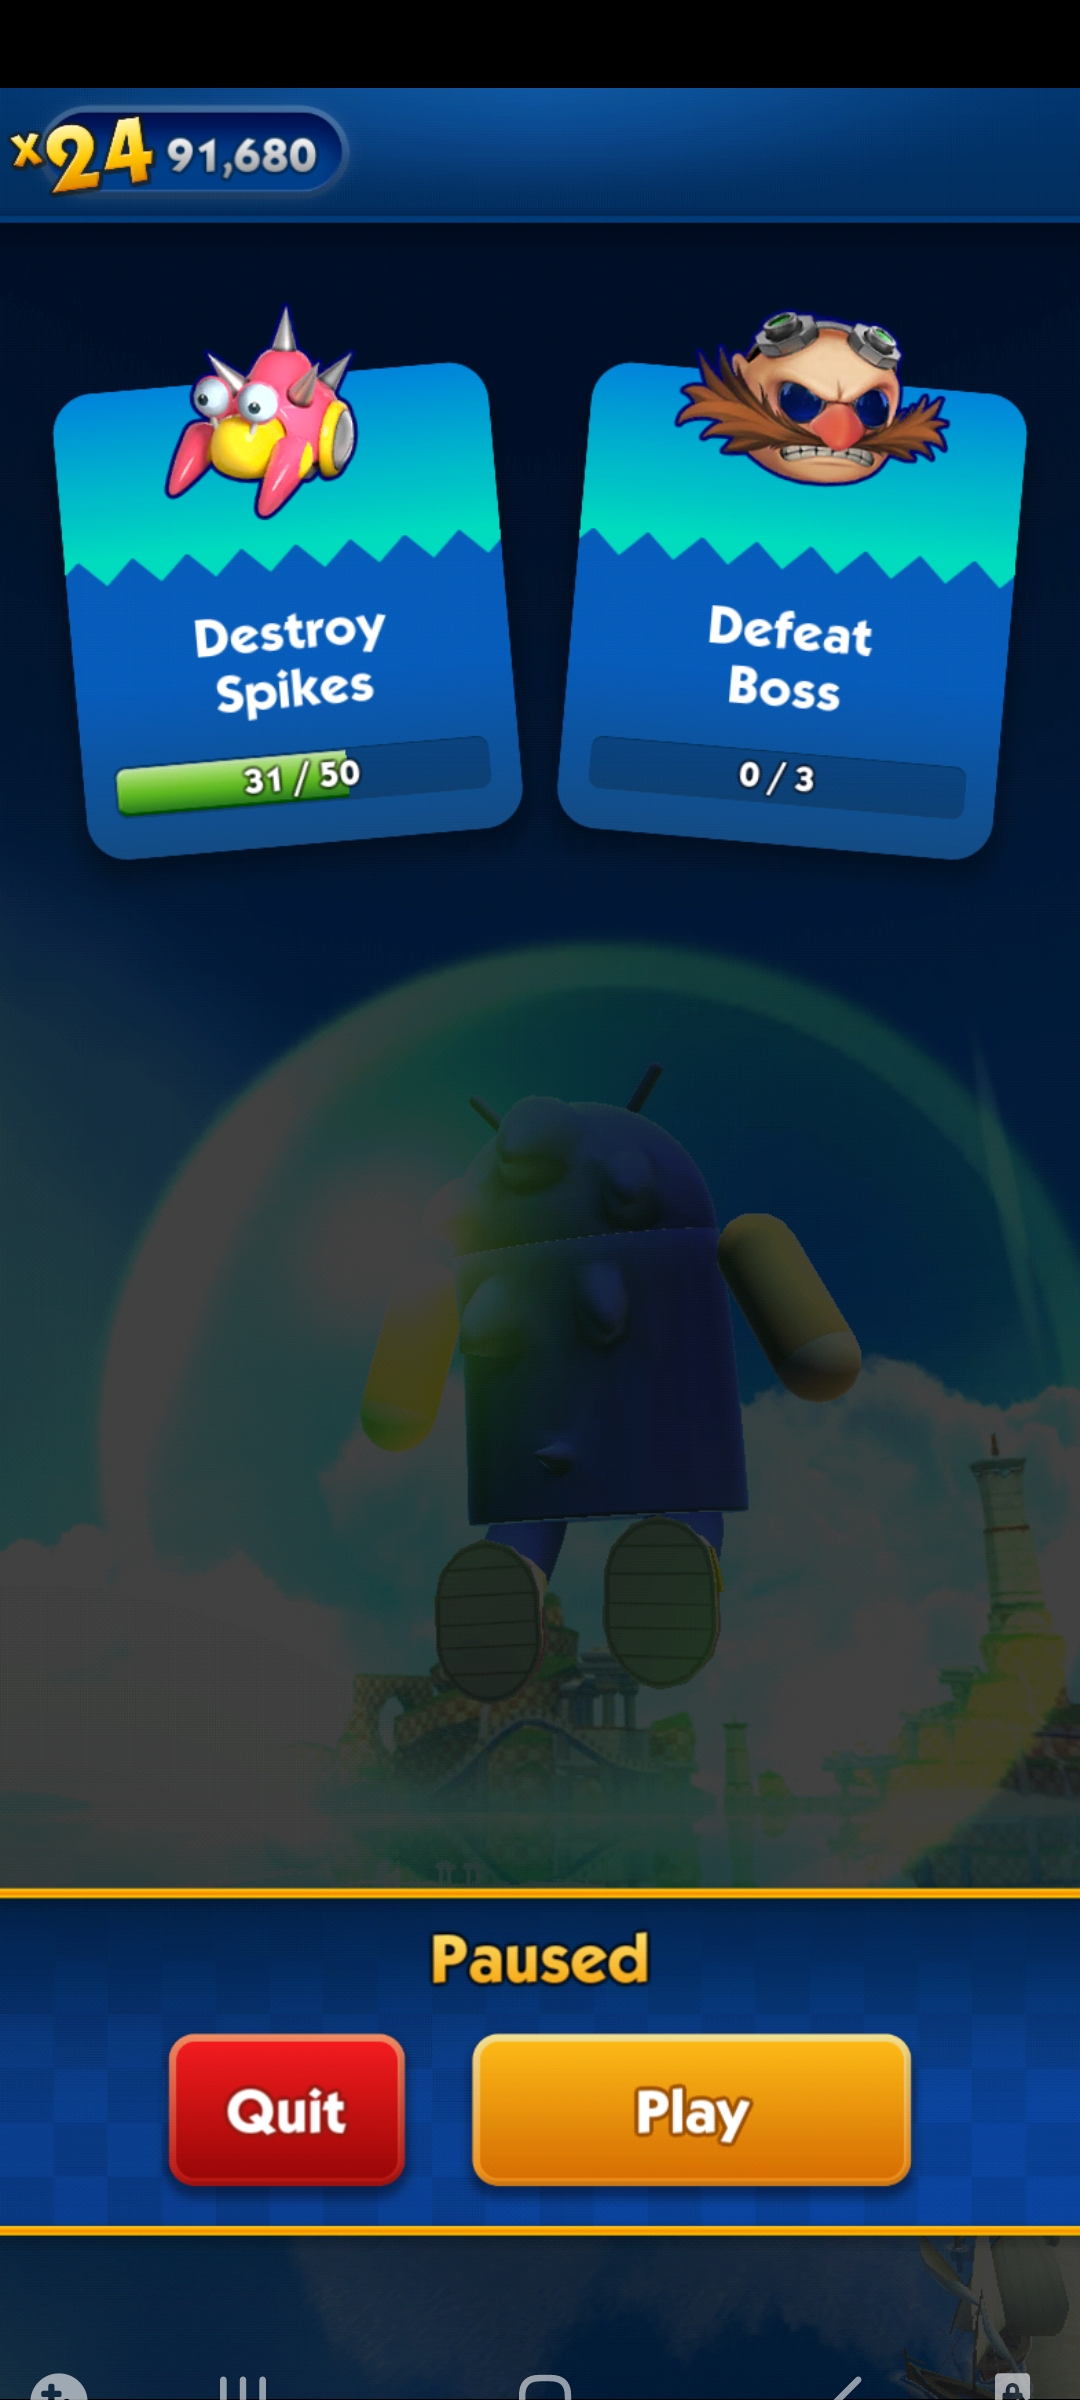 x24 91,680
Destroy
Spikes
31 / 50
Defeat
Boss
0 / 3
Paused
Quit
Play